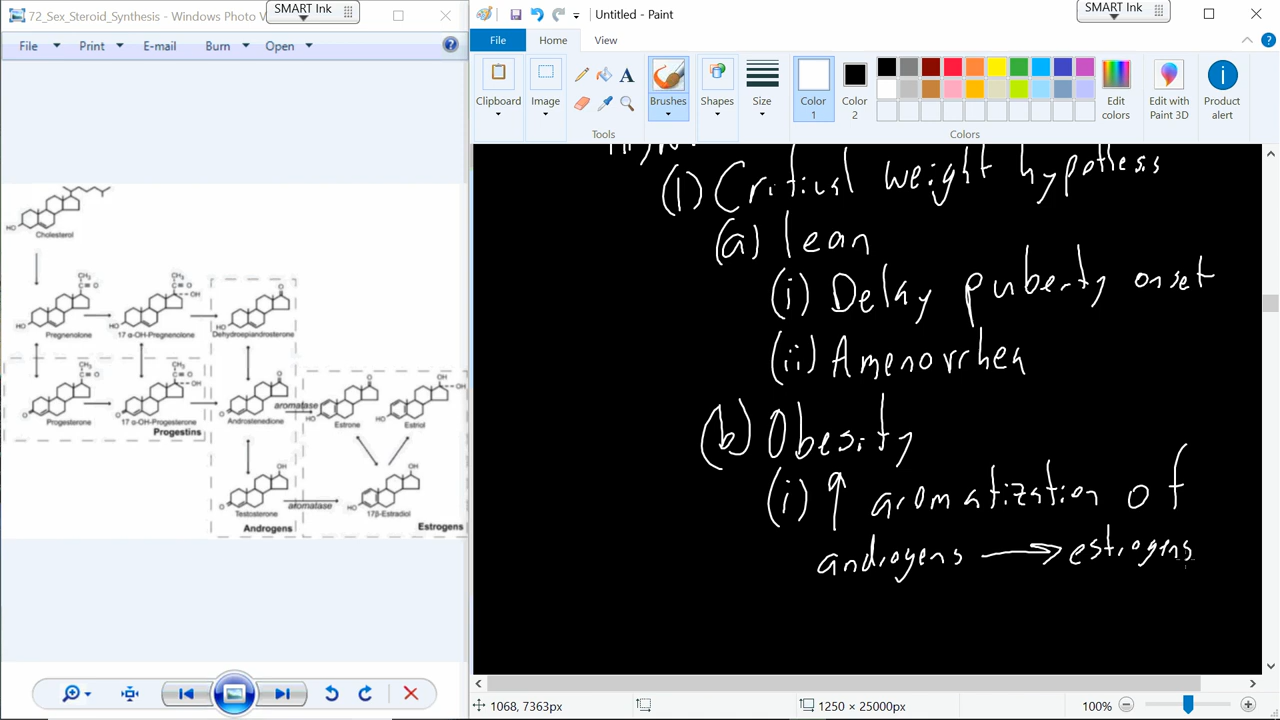 72_Sex_Steroid_Synthesis - Windows Photo V
SMART Ink
File Print E-mail Burn Open
Cholesterol
HO
CH3
C=O
OH
HO
Pregnenolone
17 α-OH-Pregnenolone
Dehydroepiandrosterone
Progesterone
17 α-OH-Progesterone
Progestins
Androstenedione
aromatase
Estrone
Estriol
Testosterone
aromatase
17β-Estradiol
Androgens
Estrogens
Untitled - Paint
SMART Ink
File Home View
Clipboard
Image
Tools
Brushes
Shapes
Size
Color 1
Color 2
Edit colors
Edit with Paint 3D
Product alert
Colors
(1) Critical weight hypothesis
(a) lean
(i) Delay puberty onset
(ii) Amenorrhea
(b) Obesity
(i) ↑ aromatization of
androgens → estrogens
1068, 7363px
1250 × 25000px
100%